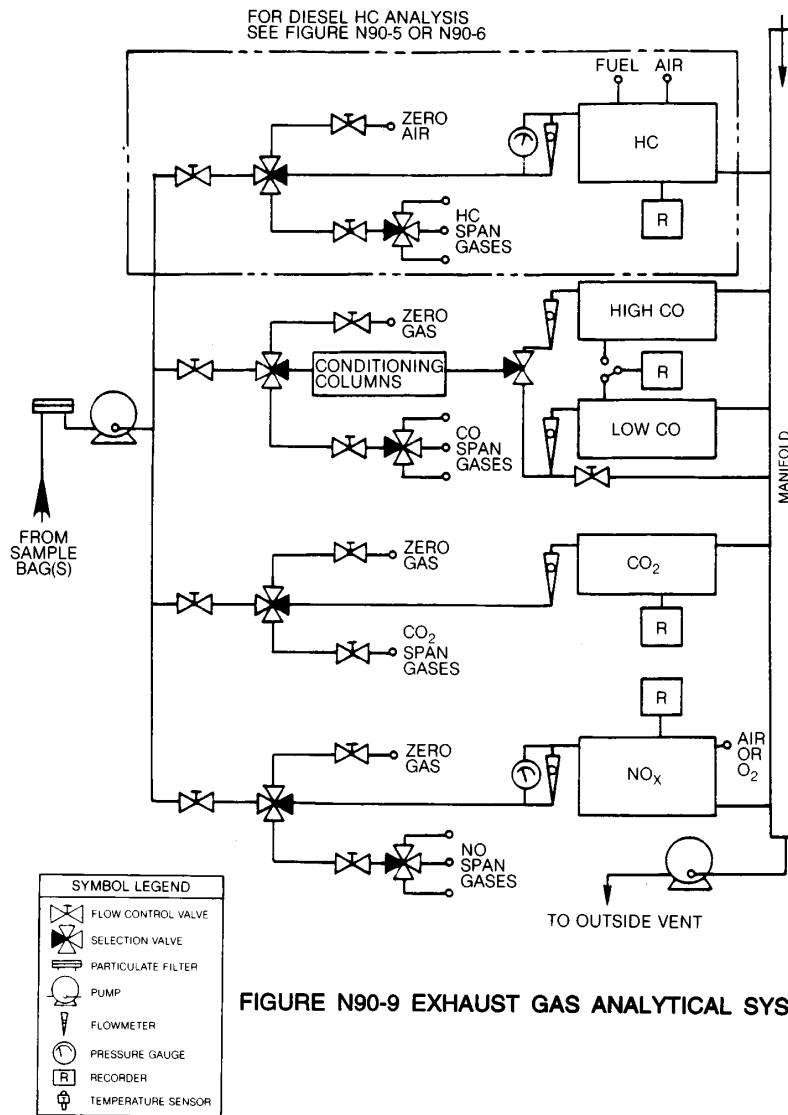 FOR DIESEL HC ANALYSIS
SEE FIGURE N90-5 OR N90-6
FUEL AIR
ZERO
AIR
HC
R
HC
SPAN
GASES
ZERO
GAS
HIGH CO
CONDITIONING
COLUMNS
R
LOW CO
CO
SPAN
GASES
MANIFOLD
FROM
SAMPLE
BAG(S)
ZERO
GAS
CO2
R
CO2
SPAN
GASES
R
ZERO
GAS
AIR
OR
O2
NOX
NO
SPAN
GASES
TO OUTSIDE VENT
SYMBOL LEGEND
FLOW CONTROL VALVE
SELECTION VALVE
PARTICULATE FILTER
PUMP
FLOWMETER
PRESSURE GAUGE
R RECORDER
T TEMPERATURE SENSOR
FIGURE N90-9 EXHAUST GAS ANALYTICAL SYS